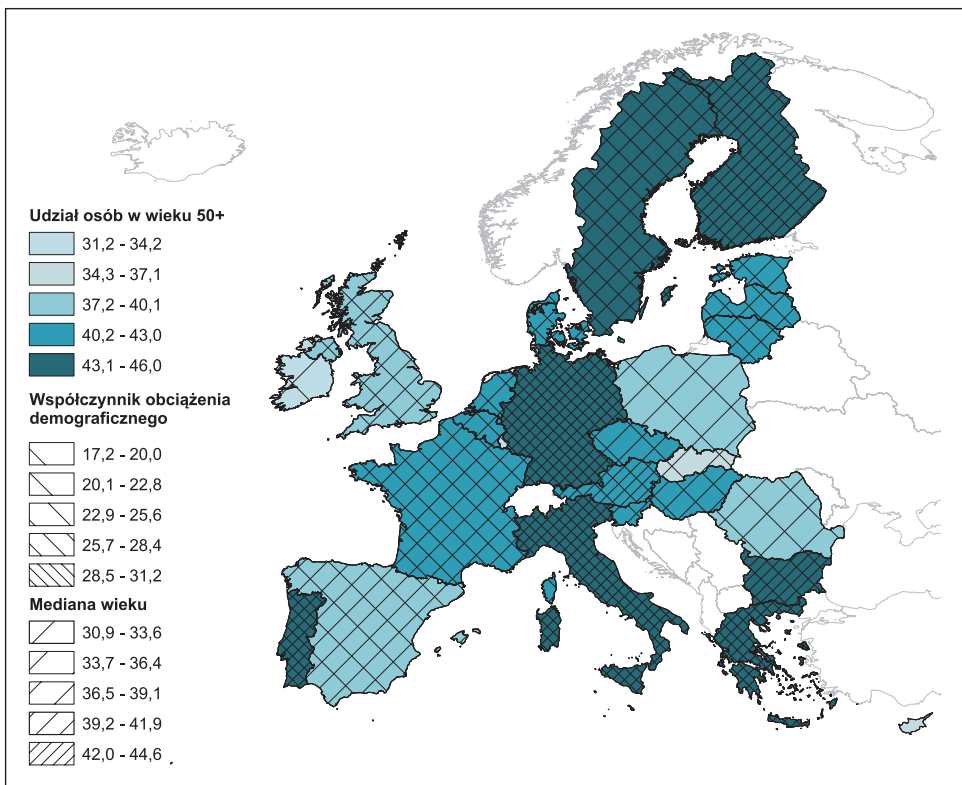 Udział osób w wieku 50+
31,2 - 34,2
34,3 - 37,1
37,2 - 40,1
40,2 - 43,0
43,1 - 46,0
Współczynnik obciążenia
demograficznego
17,2 - 20,0
20,1 - 22,8
22,9 - 25,6
25,7 - 28,4
28,5 - 31,2
Mediana wieku
30,9 - 33,6
33,7 - 36,4
36,5 - 39,1
39,2 - 41,9
42,0 - 44,6